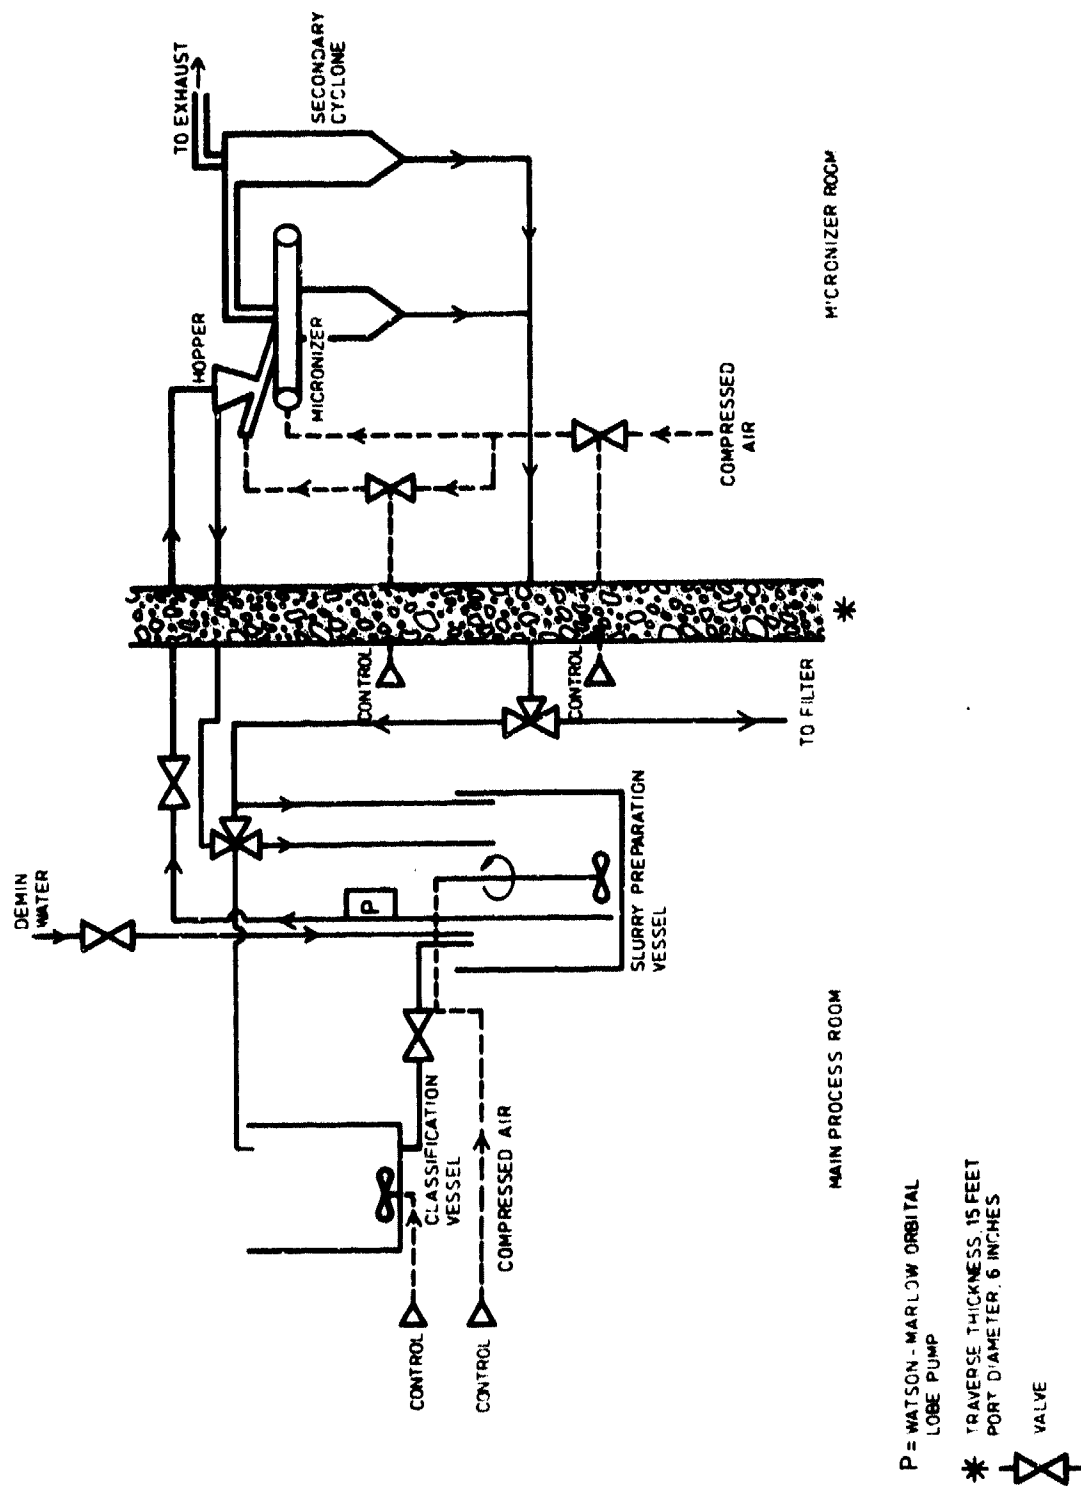 TO EXHAUST
SECONDARY
CYCLONE
HOPPER
MICRONIZER
COMPRESSED
AIR
MICRONIZER ROOM
CONTROL
CONTROL
*
TO FILTER
DEMIN
WATER
P
SLURRY PREPARATION
VESSEL
CLASSIFICATION
VESSEL
COMPRESSED AIR
CONTROL
CONTROL
MAIN PROCESS ROOM
P = WATSON - MARLOW ORBITAL
LOBE PUMP
* TRAVERSE THICKNESS, 15 FEET
PORT DIAMETER, 6 INCHES
VALVE